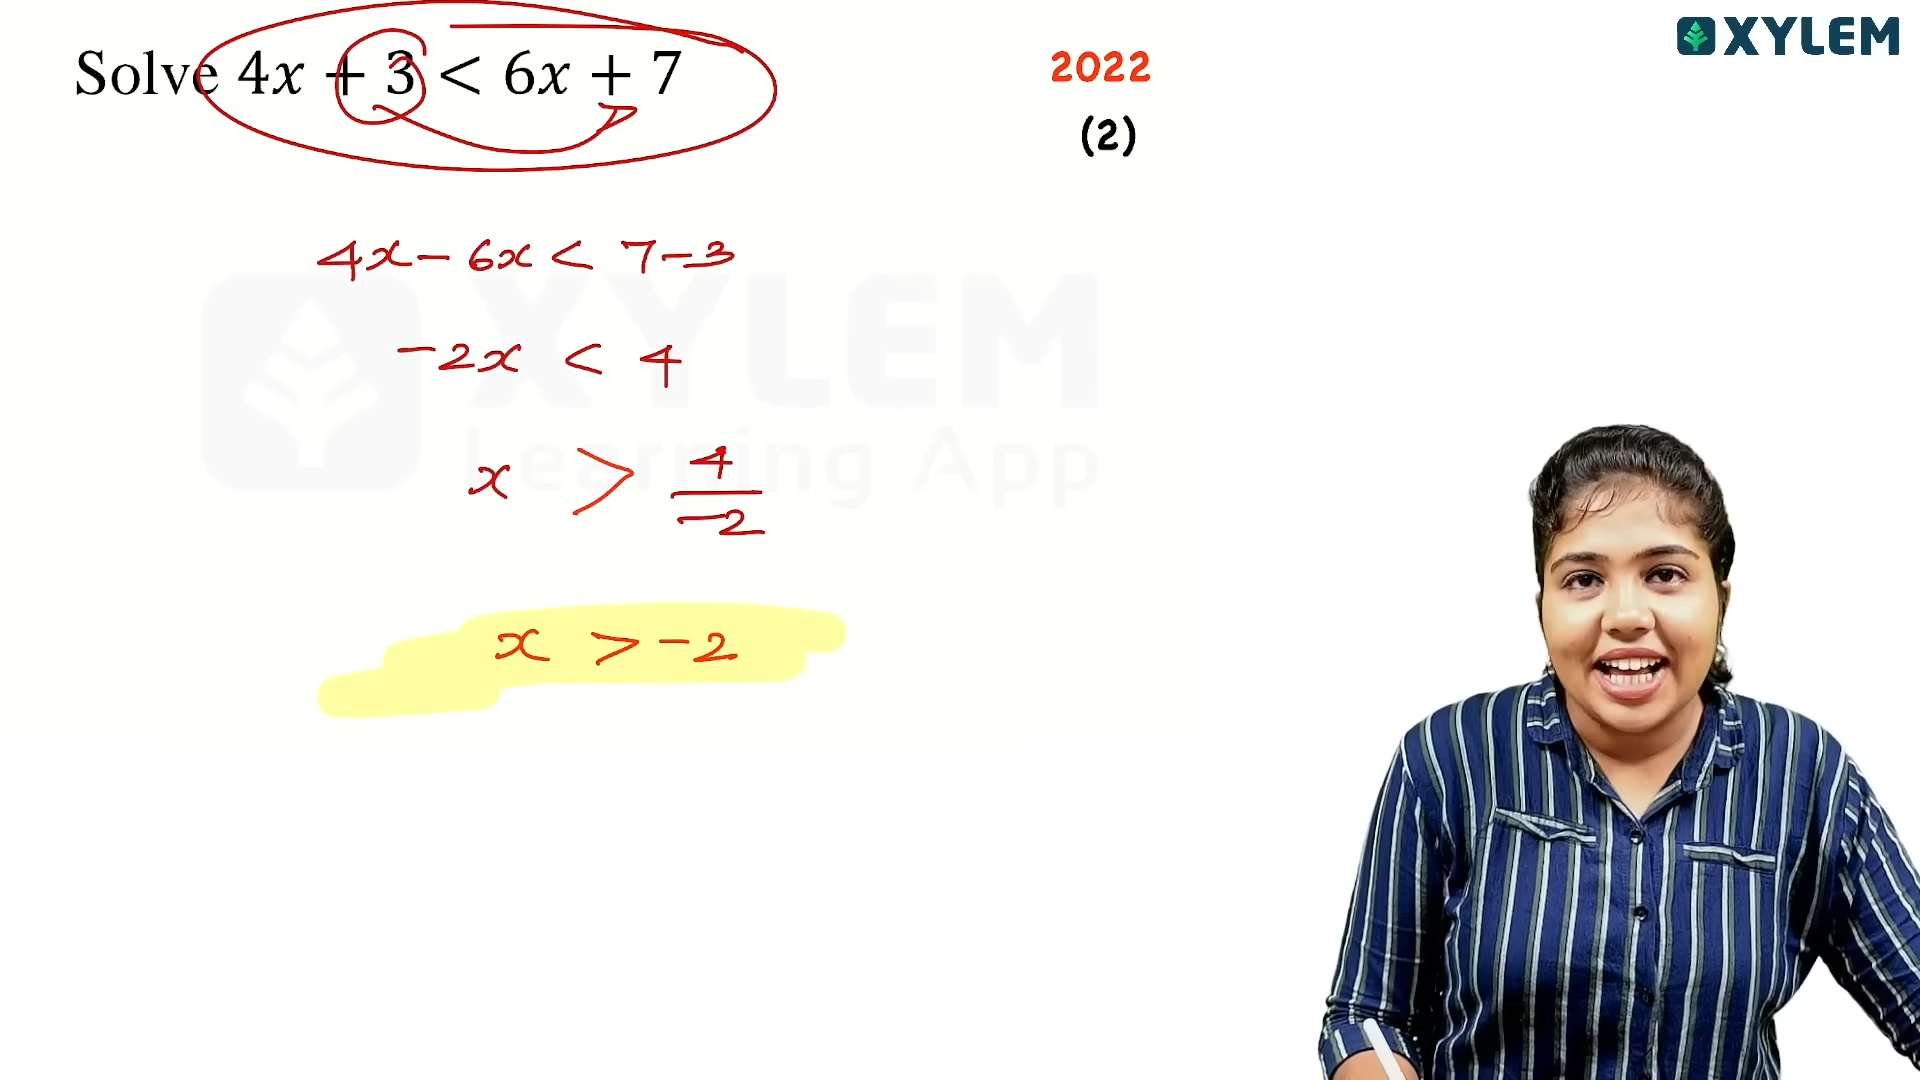 XYLEM
Solve 4x + 3 < 6x + 7
2022
(2)
4x - 6x < 7 - 3
-2x < 4
x > 4/-2
x > -2
XYLEM
Learning App